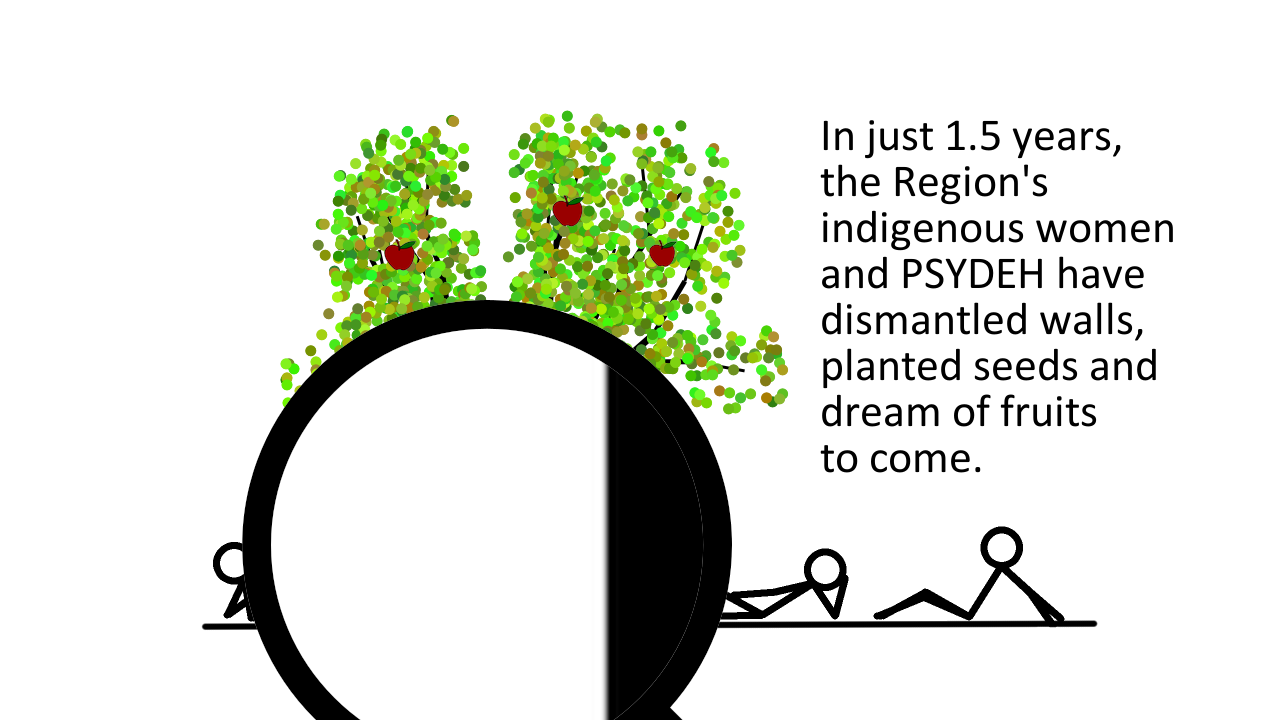 In just 1.5 years,
the Region's
indigenous women
and PSYDEH have
dismantled walls,
planted seeds and
dream of fruits
to come.